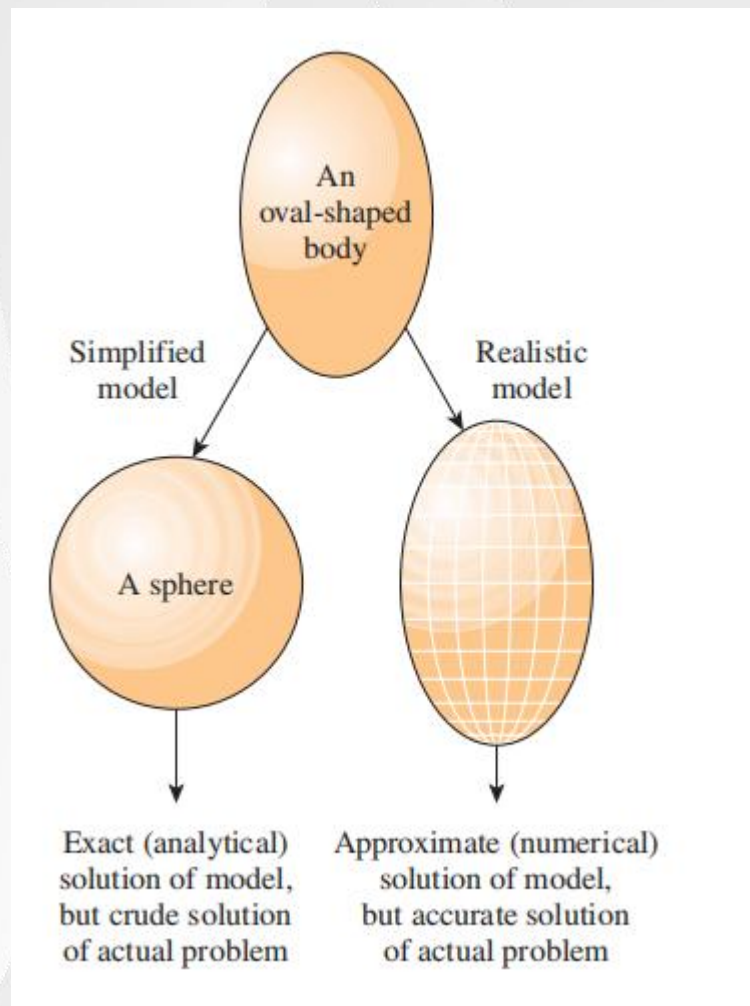 An
oval-shaped
body
Simplified
model
Realistic
model
A sphere
Exact (analytical)
solution of model,
but crude solution
of actual problem
Approximate (numerical)
solution of model,
but accurate solution
of actual problem